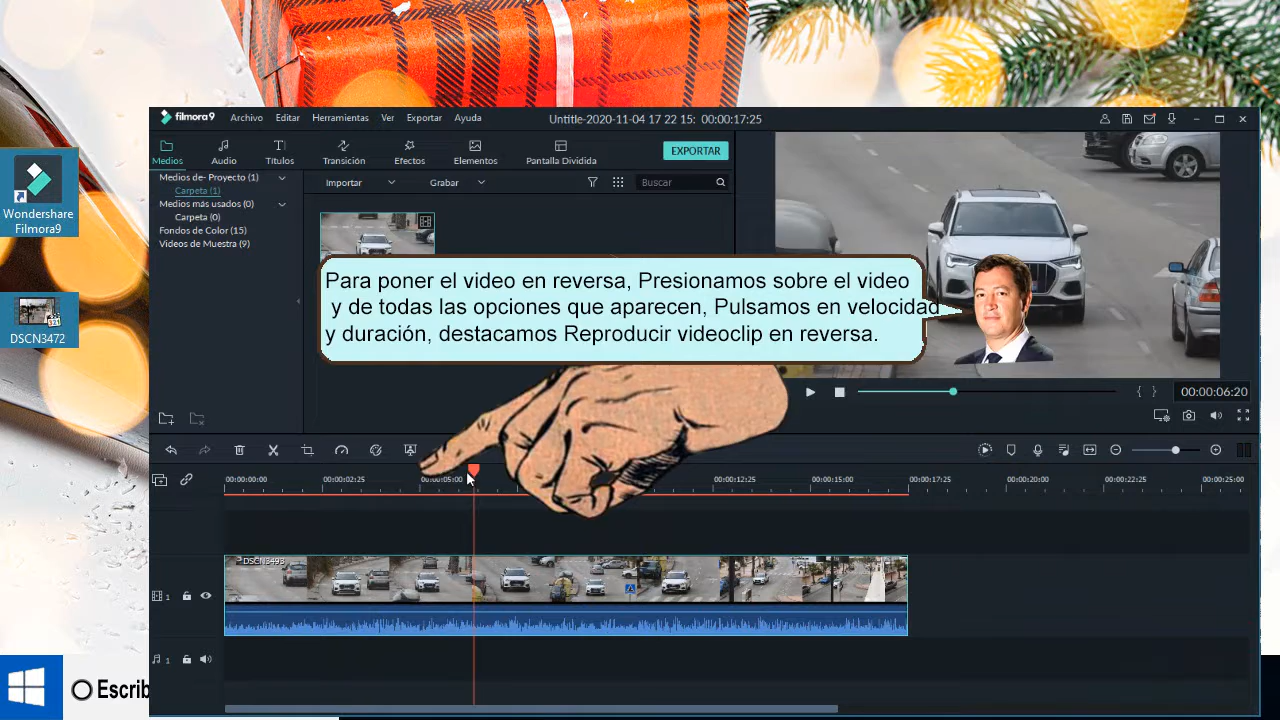 filmora9 Archivo Editar Herramientas Ver Exportar Ayuda Untitle-2020-11-04 17 22 15: 00:00:17:25
Medios Audio Títulos Transición Efectos Elementos Pantalla Dividida EXPORTAR
Medios de- Proyecto (1)
Carpeta (1)
Medios más usados (0)
Carpeta (0)
Fondos de Color (15)
Videos de Muestra (9)
Importar Grabar Buscar
Wondershare
Filmora9
DSCN3472
Para poner el video en reversa, Presionamos sobre el video
y de todas las opciones que aparecen, Pulsamos en velocidad
y duración, destacamos Reproducir videoclip en reversa.
{ } 00:00:06:20
00:00:00:00 00:00:02:25 00:00:05:00 00:00:12:25 00:00:15:00 00:00:17:25 00:00:20:00 00:00:22:25 00:00:25:00
DSCN3493
1
1
Escrib